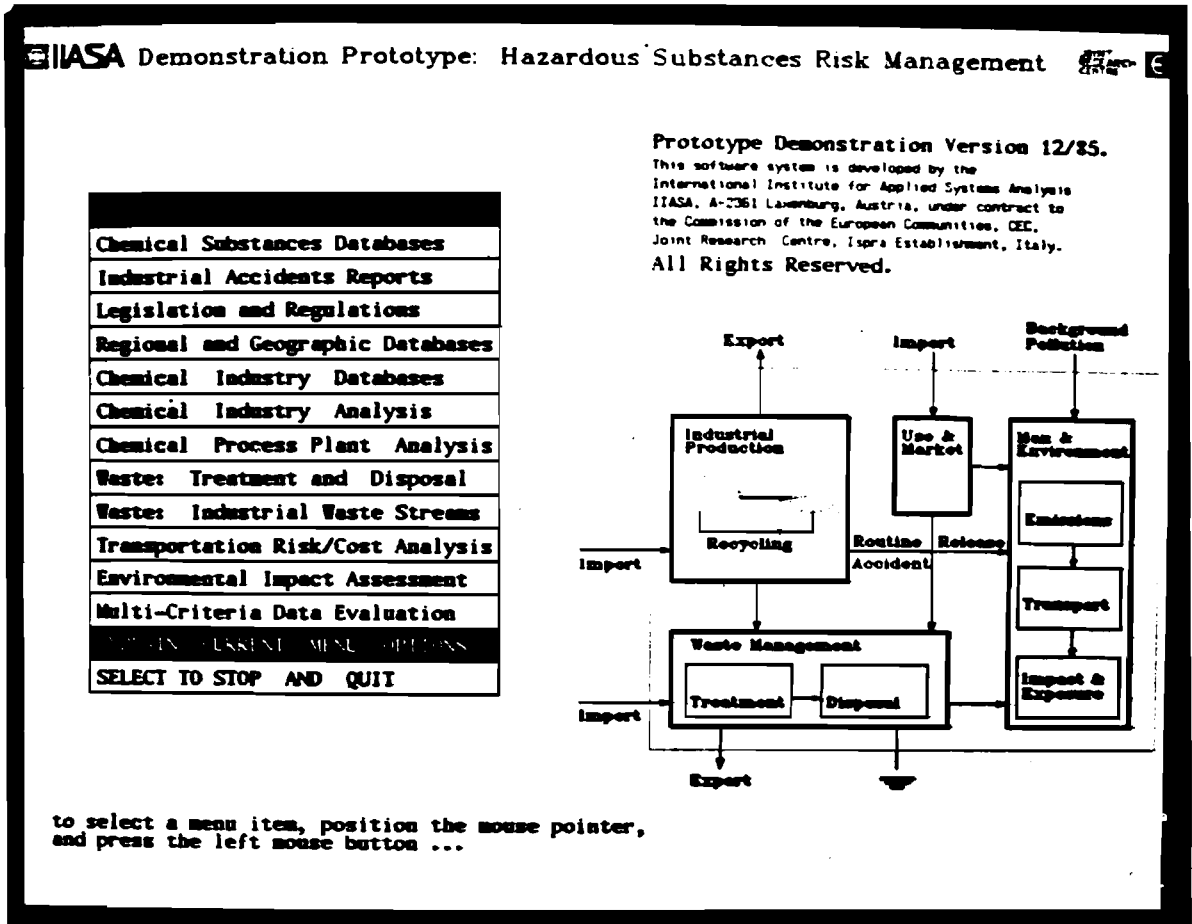 IIASA Demonstration Prototype: Hazardous Substances Risk Management
CENTRE
Prototype Demonstration Version 12/85.
This software system is developed by the
International Institute for Applied Systems Analysis
IIASA, A-2361 Laxenburg, Austria, under contract to
the Commission of the European Communities, CEC,
Joint Research Centre, Ispra Establishment, Italy.
All Rights Reserved.
Chemical Substances Databases
Industrial Accidents Reports
Legislation and Regulations
Regional and Geographic Databases
Chemical Industry Databases
Chemical Industry Analysis
Chemical Process Plant Analysis
Waste: Treatment and Disposal
Waste: Industrial Waste Streams
Transportation Risk/Cost Analysis
Environmental Impact Assessment
Multi-Criteria Data Evaluation
CURRENT MENU OPTIONS
SELECT TO STOP AND QUIT
Export
Import
Background
Pollution
Industrial
Production
Recycling
Use &
Market
Man &
Environment
Emissions
Import
Routine Release
Accident
Transport
Waste Management
Treatment
Disposal
Impact &
Exposure
Import
Export
to select a menu item, position the mouse pointer,
and press the left mouse button ...